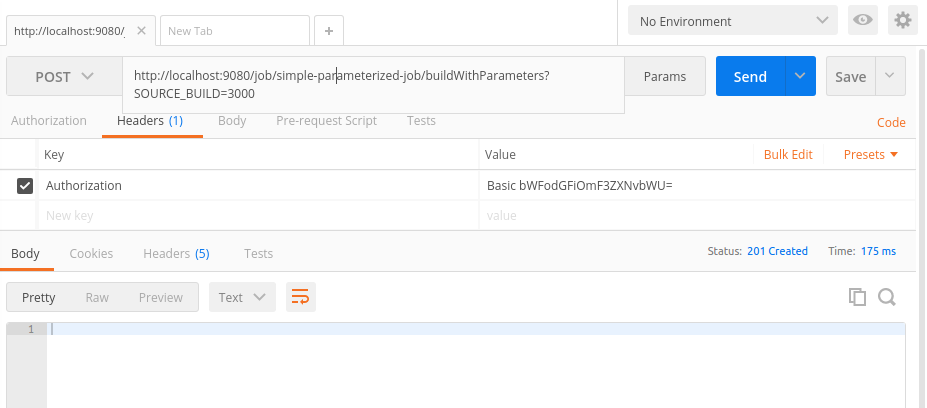 http://localhost:9080/
New Tab
No Environment
POST
http://localhost:9080/job/simple-parameterized-job/buildWithParameters?
SOURCE_BUILD=3000
Params
Send
Save
Authorization
Headers (1)
Body
Pre-request Script
Tests
Code
Key
Value
Bulk Edit
Presets
Authorization
Basic bWFodGFiOmF3ZXNvbWU=
New key
value
Body
Cookies
Headers (5)
Tests
Status: 201 Created
Time: 175 ms
Pretty
Raw
Preview
Text
1